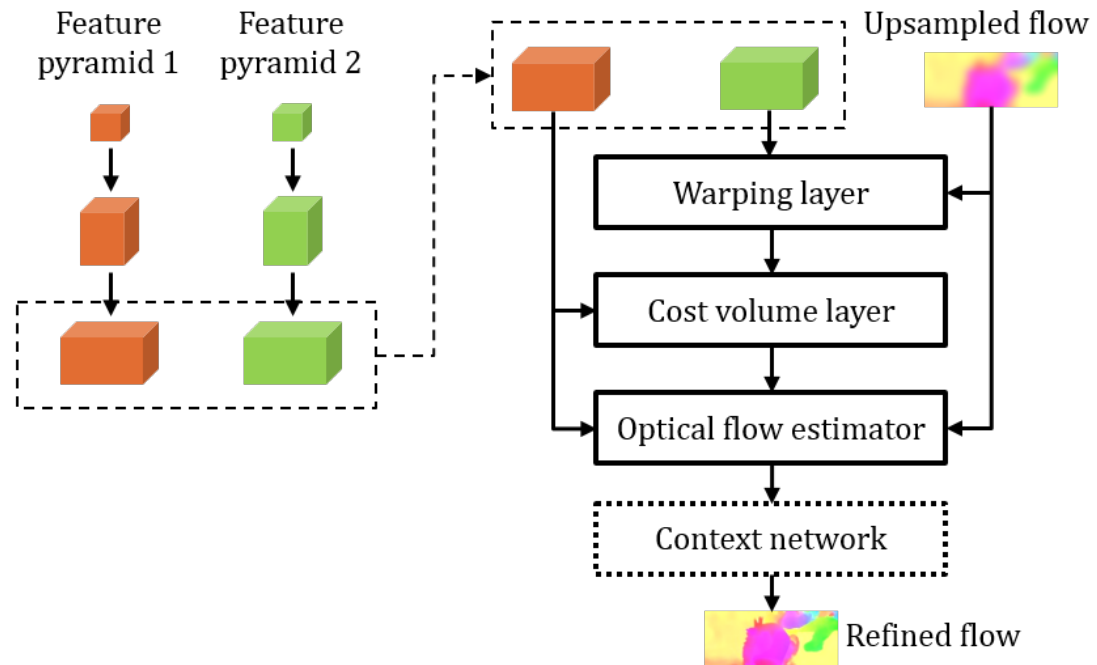 Feature
pyramid 1
Feature
pyramid 2
Upsampled flow
Warping layer
Cost volume layer
Optical flow estimator
Context network
Refined flow